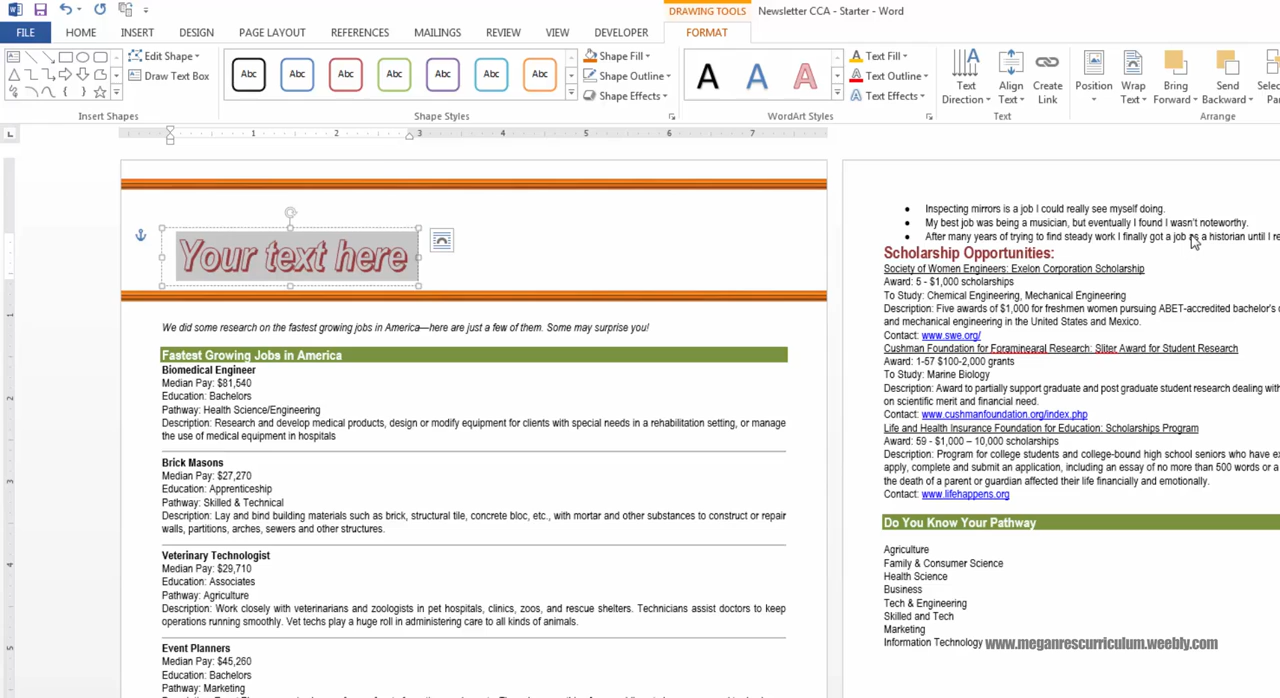 DRAWING TOOLS
Newsletter CCA - Starter - Word
FILE HOME INSERT DESIGN PAGE LAYOUT REFERENCES MAILINGS REVIEW VIEW DEVELOPER FORMAT
Edit Shape
Draw Text Box
Insert Shapes
Abc Abc Abc Abc Abc Abc Abc
Shape Fill
Shape Outline
Shape Effects
Shape Styles
A A A
Text Fill
Text Outline
Text Effects
WordArt Styles
Text Direction
Align Text
Create Link
Text
Position
Wrap Text
Bring Forward
Send Backward
Arrange
1 2 3 4 5 6 7
1
2
3
4
5
Your text here
We did some research on the fastest growing jobs in America—here are just a few of them. Some may surprise you!
Fastest Growing Jobs in America
Biomedical Engineer
Median Pay: $81,540
Education: Bachelors
Pathway: Health Science/Engineering
Description: Research and develop medical products, design or modify equipment for clients with special needs in a rehabilitation setting, or manage
the use of medical equipment in hospitals
Brick Masons
Median Pay: $27,270
Education: Apprenticeship
Pathway: Skilled & Technical
Description: Lay and bind building materials such as brick, structural tile, concrete bloc, etc., with mortar and other substances to construct or repair
walls, partitions, arches, sewers and other structures.
Veterinary Technologist
Median Pay: $29,710
Education: Associates
Pathway: Agriculture
Description: Work closely with veterinarians and zoologists in pet hospitals, clinics, zoos, and rescue shelters. Technicians assist doctors to keep
operations running smoothly. Vet techs play a huge roll in administering care to all kinds of animals.
Event Planners
Median Pay: $45,260
Education: Bachelors
Pathway: Marketing
• Inspecting mirrors is a job I could really see myself doing.
• My best job was being a musician, but eventually I found I wasn't noteworthy.
• After many years of trying to find steady work I finally got a job as a historian until I
Scholarship Opportunities:
Society of Women Engineers: Exelon Corporation Scholarship
Award: 5 - $1,000 scholarships
To Study: Chemical Engineering, Mechanical Engineering
Description: Five awards of $1,000 for freshmen women pursuing ABET-accredited bachelor's
and mechanical engineering in the United States and Mexico.
Contact: www.swe.org/
Cushman Foundation for Foraminearal Research: Sliter Award for Student Research
Award: 1-57 $100-2,000 grants
To Study: Marine Biology
Description: Award to partially support graduate and post graduate student research dealing
on scientific merit and financial need.
Contact: www.cushmanfoundation.org/index.php
Life and Health Insurance Foundation for Education: Scholarships Program
Award: 59 - $1,000 – 10,000 scholarships
Description: Program for college students and college-bound high school seniors who have
apply, complete and submit an application, including an essay of no more than 500 words or a
the death of a parent or guardian affected their life financially and emotionally.
Contact: www.lifehappens.org
Do You Know Your Pathway
Agriculture
Family & Consumer Science
Health Science
Business
Tech & Engineering
Skilled and Tech
Marketing
Information Technology
www.meganrescurriculum.weebly.com